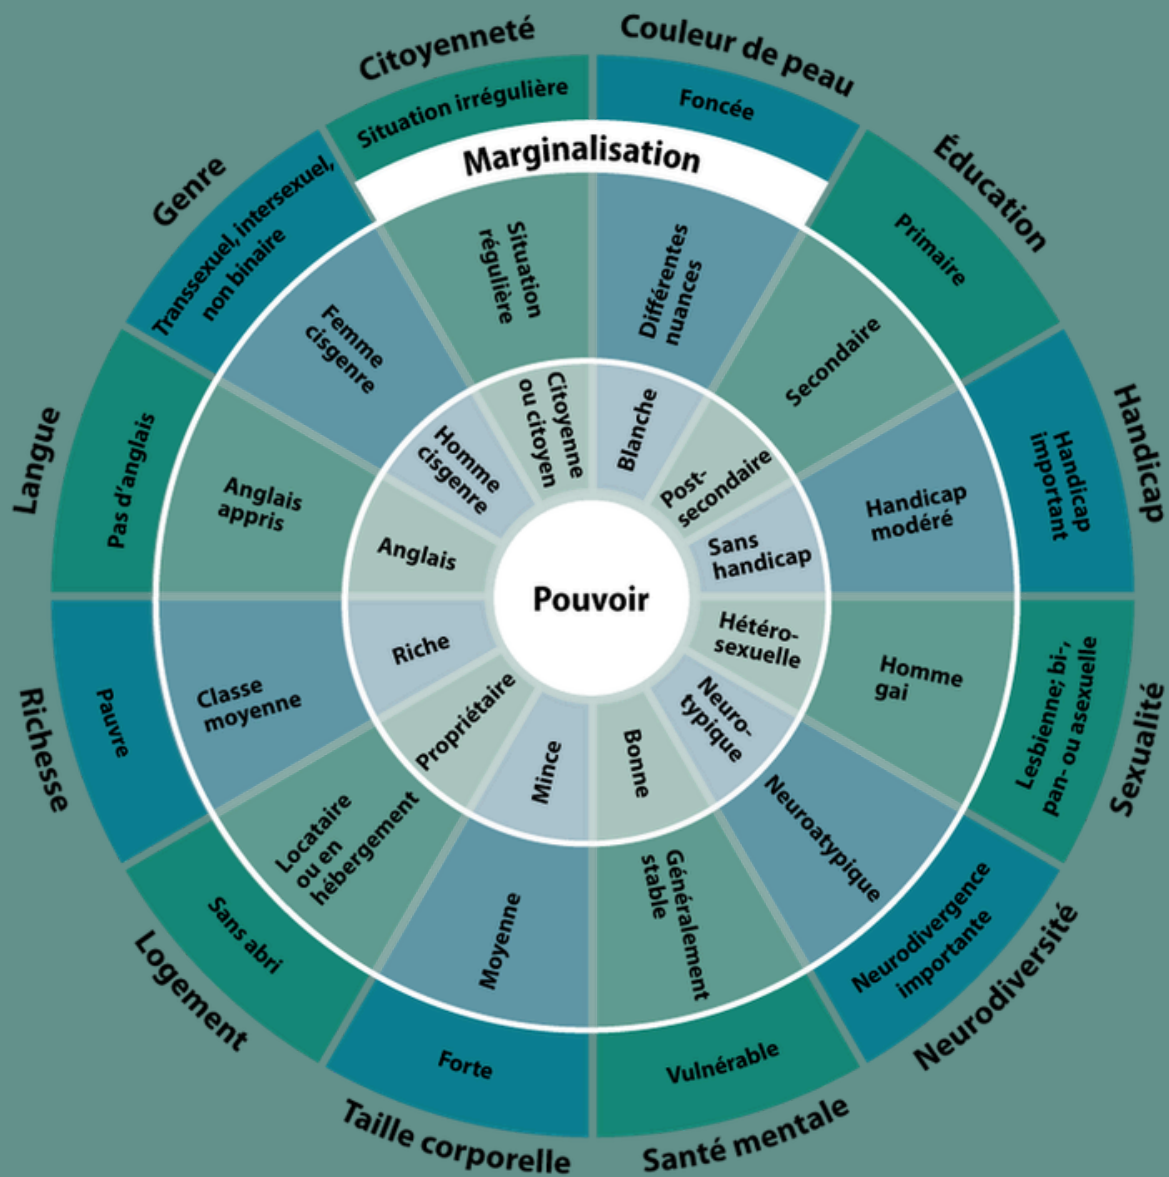 Citoyenneté
Situation irrégulière
Situation
régulière
Citoyenne
ou citoyen
Couleur de peau
Foncée
Différentes
nuances
Blanche
Éducation
Primaire
Secondaire
Post-
secondaire
Handicap
Handicap
important
Handicap
modéré
Sans
handicap
Sexualité
Lesbienne; bi-,
pan- ou asexuelle
Homme
gai
Hétéro-
sexuelle
Neurodiversité
Neurodivergence
importante
Neuroatypique
Neuro-
typique
Santé mentale
Vulnérable
Généralement
stable
Bonne
Taille corporelle
Forte
Moyenne
Mince
Logement
Sans abri
Locataire
ou en
hébergement
Propriétaire
Richesse
Pauvre
Classe
moyenne
Riche
Langue
Pas d'anglais
Anglais
appris
Anglais
Genre
Transsexuel, intersexuel,
non binaire
Femme
cisgenre
Homme
cisgenre
Marginalisation
Pouvoir